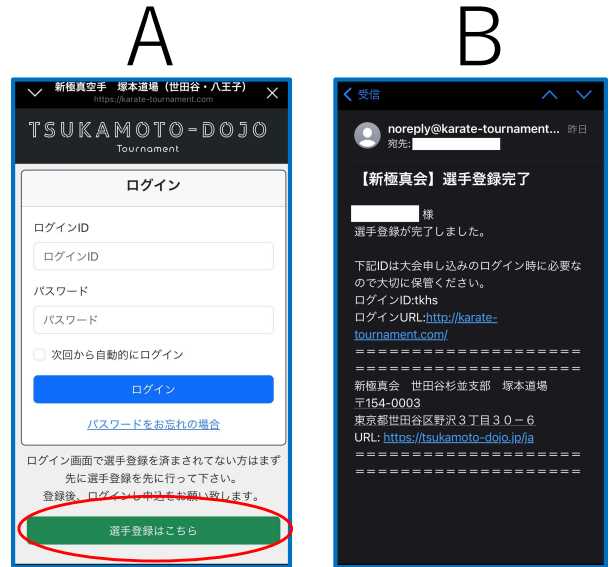 A
新極真空手　塚本道場（世田谷・八王子）
https://karate-tournament.com
TSUKAMOTO-DOJO
Tournament
ログイン
ログインID
ログインID
パスワード
パスワード
次回から自動的にログイン
ログイン
パスワードをお忘れの場合
ログイン画面で選手登録を済まされてない方はまず
先に選手登録を先に行って下さい。
登録後、ログインし申込をお願い致します。
選手登録はこちら
B
受信
noreply@karate-tournament... 昨日
宛先:
【新極真会】選手登録完了
様
選手登録が完了しました。
下記IDは大会申し込みのログイン時に必要な
ので大切に保管ください。
ログインID:tkhs
ログインURL:http://karate-
tournament.com/
＝＝＝＝＝＝＝＝＝＝＝＝＝＝＝＝＝＝＝＝
＝＝＝＝＝＝＝＝＝＝＝＝＝＝＝＝＝＝＝＝
新極真会　世田谷杉並支部　塚本道場
〒154-0003
東京都世田谷区野沢３丁目３０－６
URL: https://tsukamoto-dojo.jp/ja
＝＝＝＝＝＝＝＝＝＝＝＝＝＝＝＝＝＝＝＝
＝＝＝＝＝＝＝＝＝＝＝＝＝＝＝＝＝＝＝＝